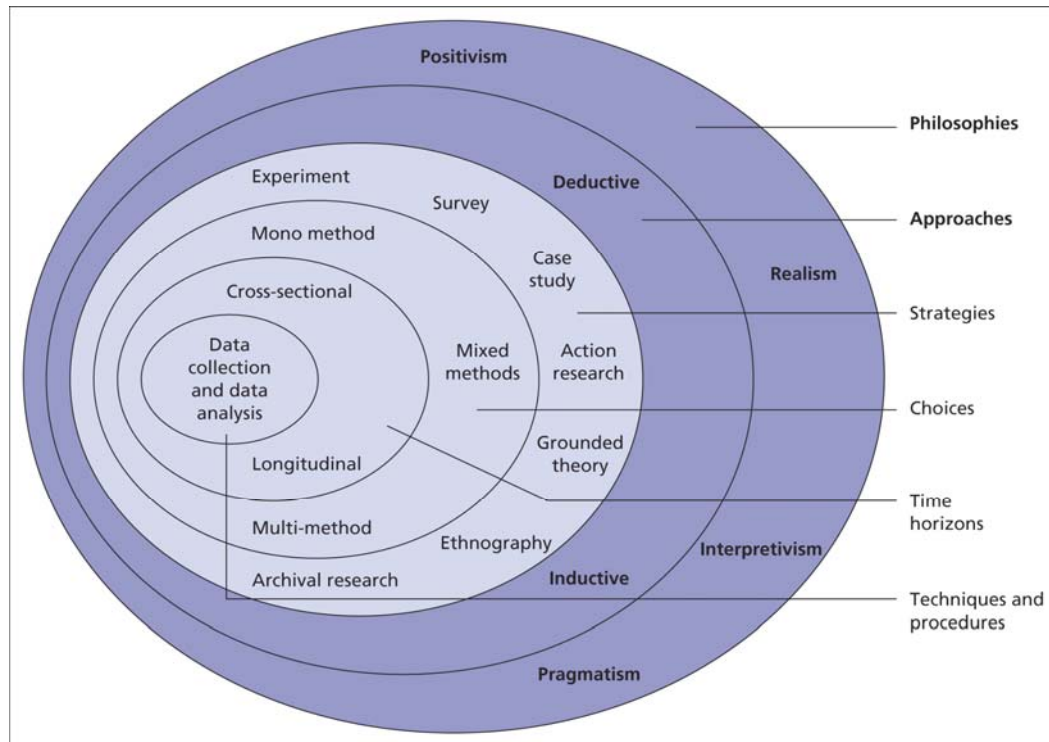 Positivism
Philosophies
Experiment
Deductive
Survey
Approaches
Mono method
Case
study
Realism
Cross-sectional
Strategies
Data
collection
and data
analysis
Mixed
methods
Action
research
Choices
Grounded
theory
Longitudinal
Time
horizons
Multi-method
Ethnography
Interpretivism
Archival research
Inductive
Techniques and
procedures
Pragmatism